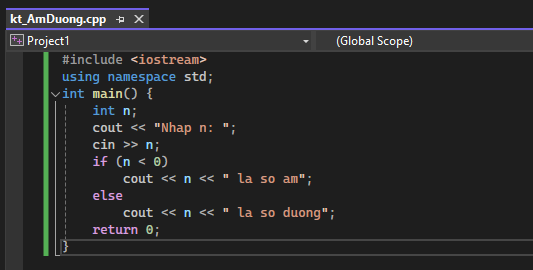 kt_AmDuong.cpp
Project1 (Global Scope)
#include <iostream>
using namespace std;
int main() {
    int n;
    cout << "Nhap n: ";
    cin >> n;
    if (n < 0)
        cout << n << " la so am";
    else
        cout << n << " la so duong";
    return 0;
}